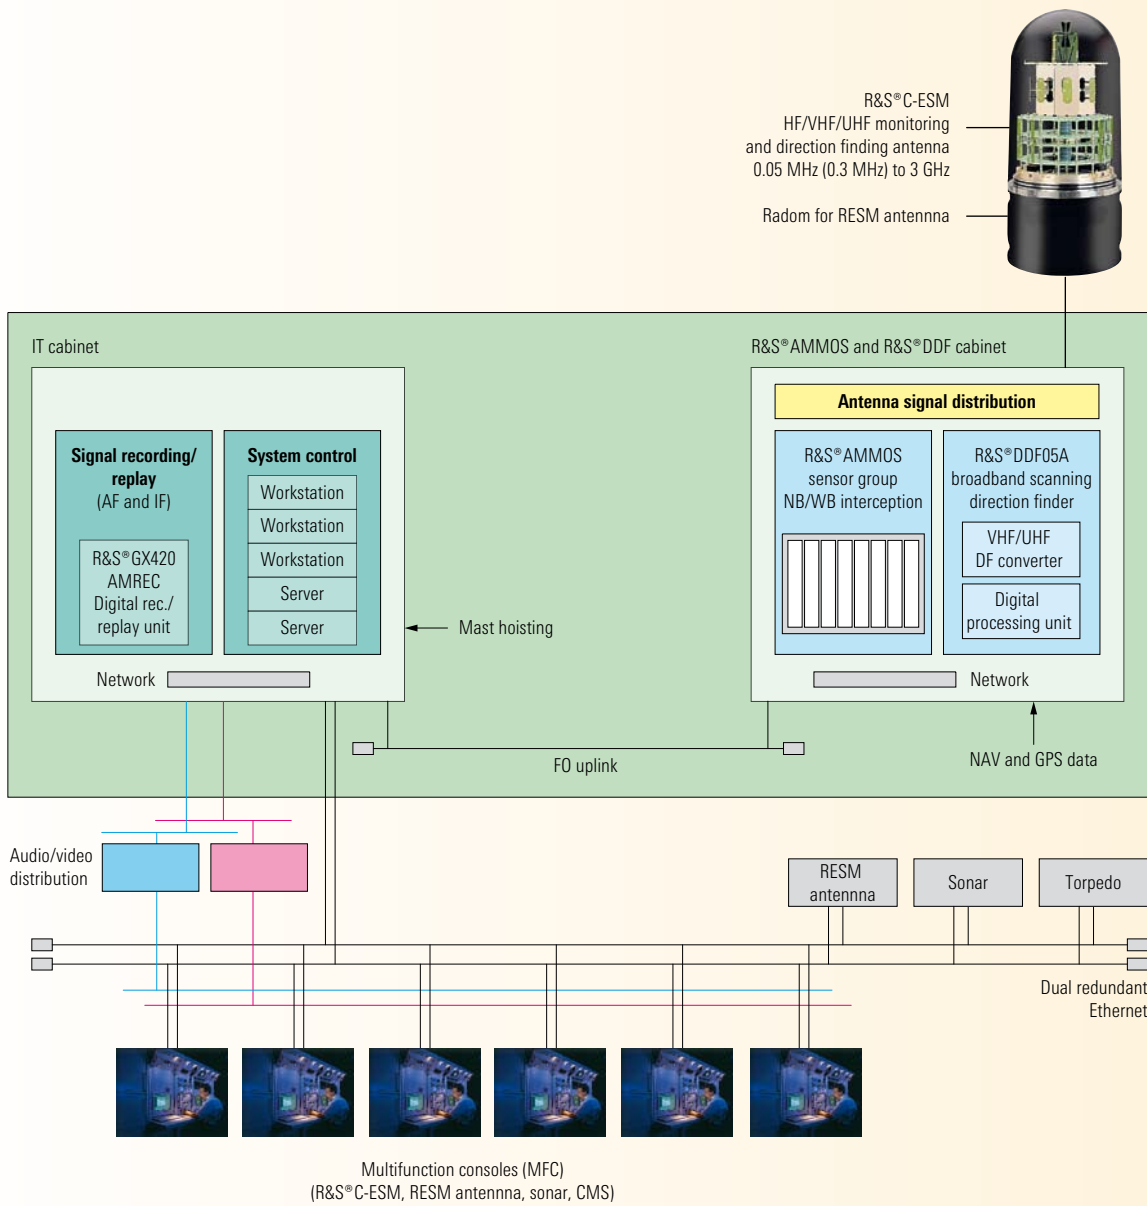 R&S®C-ESM
HF/VHF/UHF monitoring
and direction finding antenna
0.05 MHz (0.3 MHz) to 3 GHz
Radom for RESM antennna
IT cabinet
R&S®AMMOS and R&S®DDF cabinet
Signal recording/
replay
(AF and IF)
R&S®GX420
AMREC
Digital rec./
replay unit
System control
Workstation
Workstation
Workstation
Server
Server
Mast hoisting
Network
Antenna signal distribution
R&S®AMMOS
sensor group
NB/WB interception
R&S®DDF05A
broadband scanning
direction finder
VHF/UHF
DF converter
Digital
processing unit
Network
FO uplink
NAV and GPS data
Audio/video
distribution
RESM
antennna
Sonar
Torpedo
Dual redundant
Ethernet
Multifunction consoles (MFC)
(R&S®C-ESM, RESM antennna, sonar, CMS)